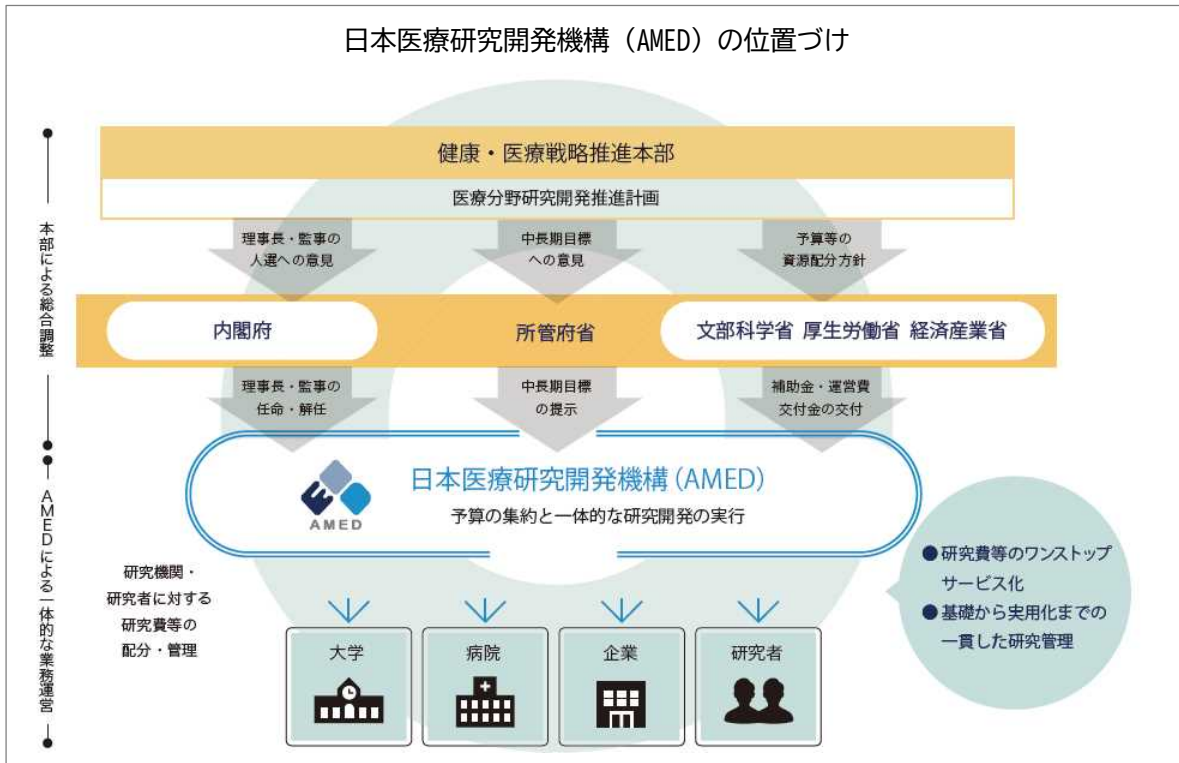 日本医療研究開発機構（AMED）の位置づけ
健康・医療戦略推進本部
医療分野研究開発推進計画
理事長・監事の
人選への意見
中長期目標
への意見
予算等の
資源配分方針
本部による総合調整
内閣府
所管府省
文部科学省 厚生労働省 経済産業省
理事長・監事の
任命・解任
中長期目標
の提示
補助金・運営費
交付金の交付
AMED
日本医療研究開発機構(AMED)
予算の集約と一体的な研究開発の実行
AMEDによる一体的な業務運営
研究機関・
研究者に対する
研究費等の
配分・管理
●研究費等のワンストップ
サービス化
●基礎から実用化までの
一貫した研究管理
大学
病院
企業
研究者